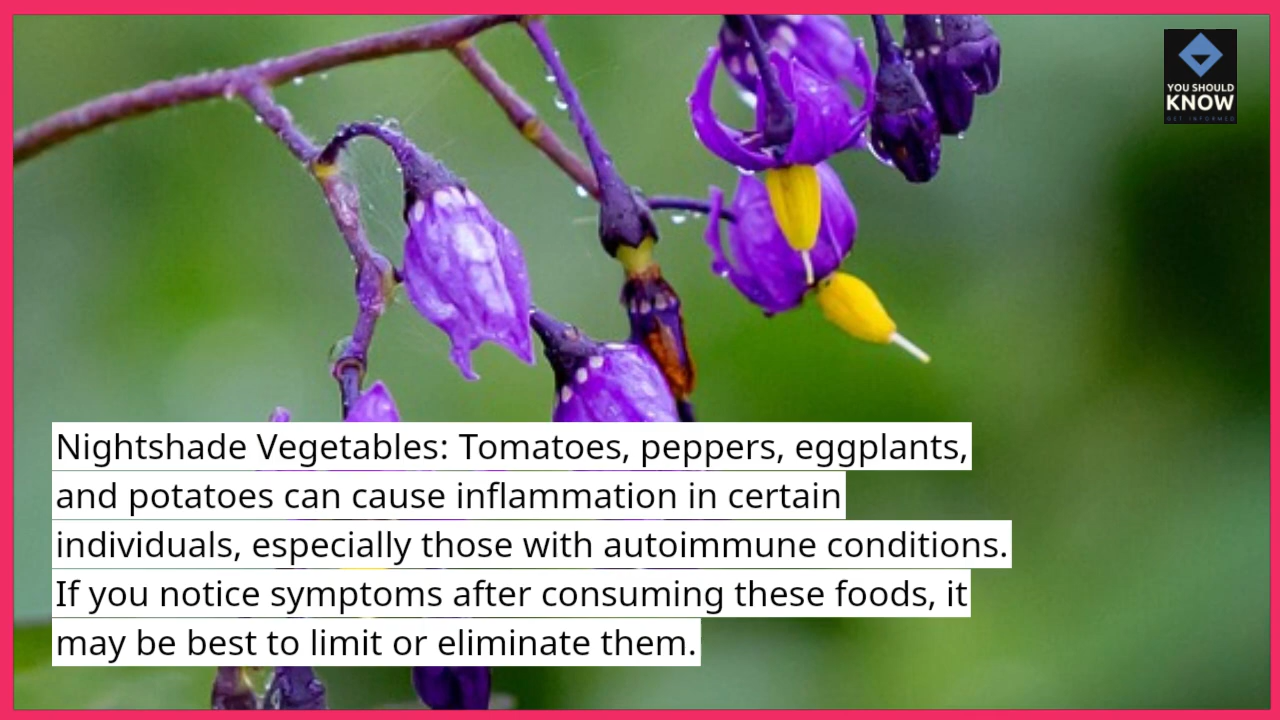 YOU SHOULD
KNOW
GET INFORMED
Nightshade Vegetables: Tomatoes, peppers, eggplants,
and potatoes can cause inflammation in certain
individuals, especially those with autoimmune conditions.
If you notice symptoms after consuming these foods, it
may be best to limit or eliminate them.